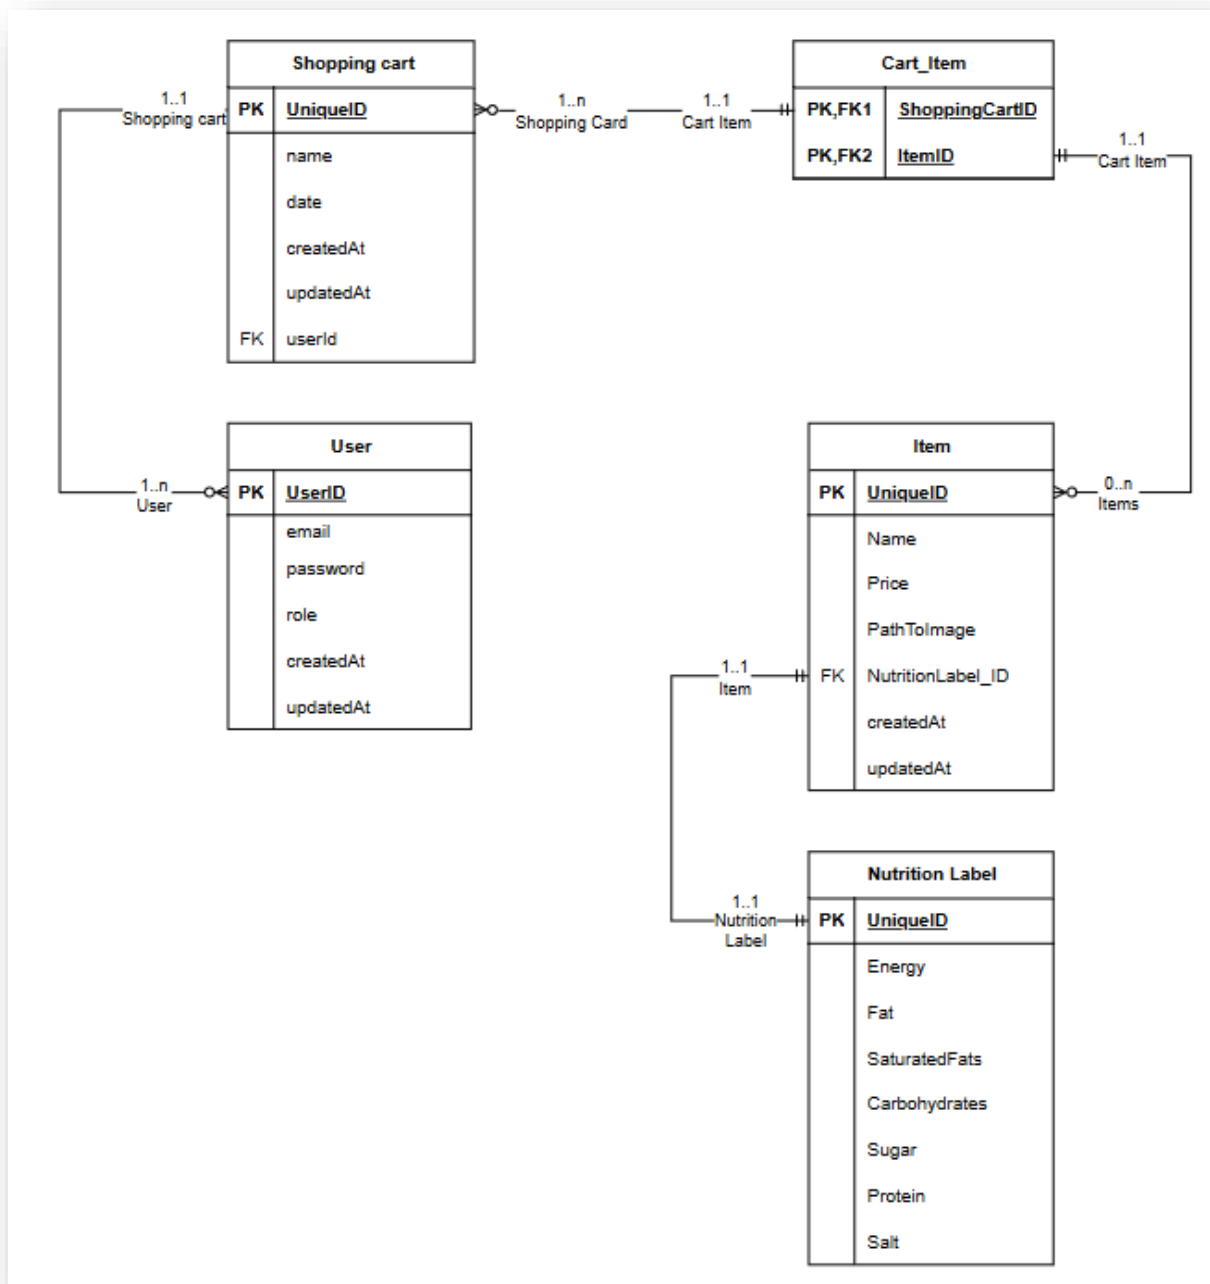 Shopping cart
PK UniqueID
name
date
createdAt
updatedAt
FK userId
1..1
Shopping cart
1..n
Shopping Card
1..1
Cart Item
Cart_Item
PK,FK1 ShoppingCartID
PK,FK2 ItemID
1..1
Cart Item
User
PK UserID
email
password
role
createdAt
updatedAt
1..n
User
Item
PK UniqueID
Name
Price
PathToImage
FK NutritionLabel_ID
createdAt
updatedAt
0..n
Items
1..1
Item
1..1
Nutrition
Label
Nutrition Label
PK UniqueID
Energy
Fat
SaturatedFats
Carbohydrates
Sugar
Protein
Salt